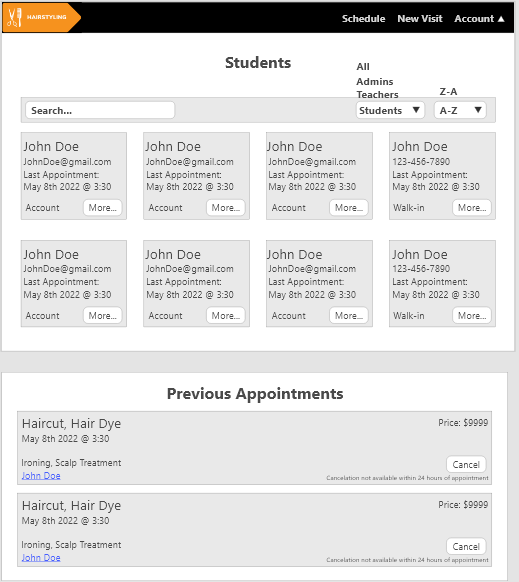 HAIRSTYLING
Schedule New Visit Account ▲
Students
All
Admins
Teachers
Z-A
Search...
Students ▼
A-Z ▼
John Doe
JohnDoe@gmail.com
Last Appointment:
May 8th 2022 @ 3:30
Account More...
John Doe
JohnDoe@gmail.com
Last Appointment:
May 8th 2022 @ 3:30
Account More...
John Doe
JohnDoe@gmail.com
Last Appointment:
May 8th 2022 @ 3:30
Account More...
John Doe
123-456-7890
Last Appointment:
May 8th 2022 @ 3:30
Walk-in More...
John Doe
JohnDoe@gmail.com
Last Appointment:
May 8th 2022 @ 3:30
Account More...
John Doe
JohnDoe@gmail.com
Last Appointment:
May 8th 2022 @ 3:30
Account More...
John Doe
JohnDoe@gmail.com
Last Appointment:
May 8th 2022 @ 3:30
Account More...
John Doe
123-456-7890
Last Appointment:
May 8th 2022 @ 3:30
Walk-in More...
Previous Appointments
Haircut, Hair Dye
Price: $9999
May 8th 2022 @ 3:30
Ironing, Scalp Treatment
Cancel
John Doe
Cancelation not available within 24 hours of appointment
Haircut, Hair Dye
Price: $9999
May 8th 2022 @ 3:30
Ironing, Scalp Treatment
Cancel
John Doe
Cancelation not available within 24 hours of appointment